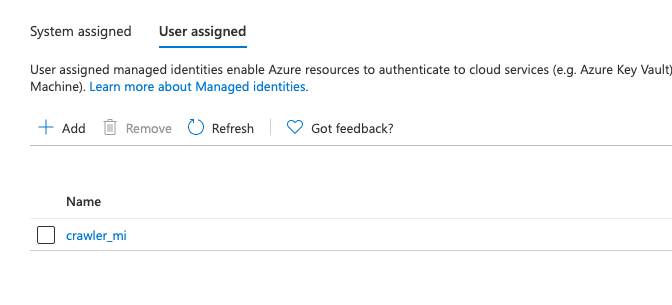 System assigned User assigned
User assigned managed identities enable Azure resources to authenticate to cloud services (e.g. Azure Key Vault)
Machine). Learn more about Managed identities.
Add Remove Refresh Got feedback?
Name
crawler_mi